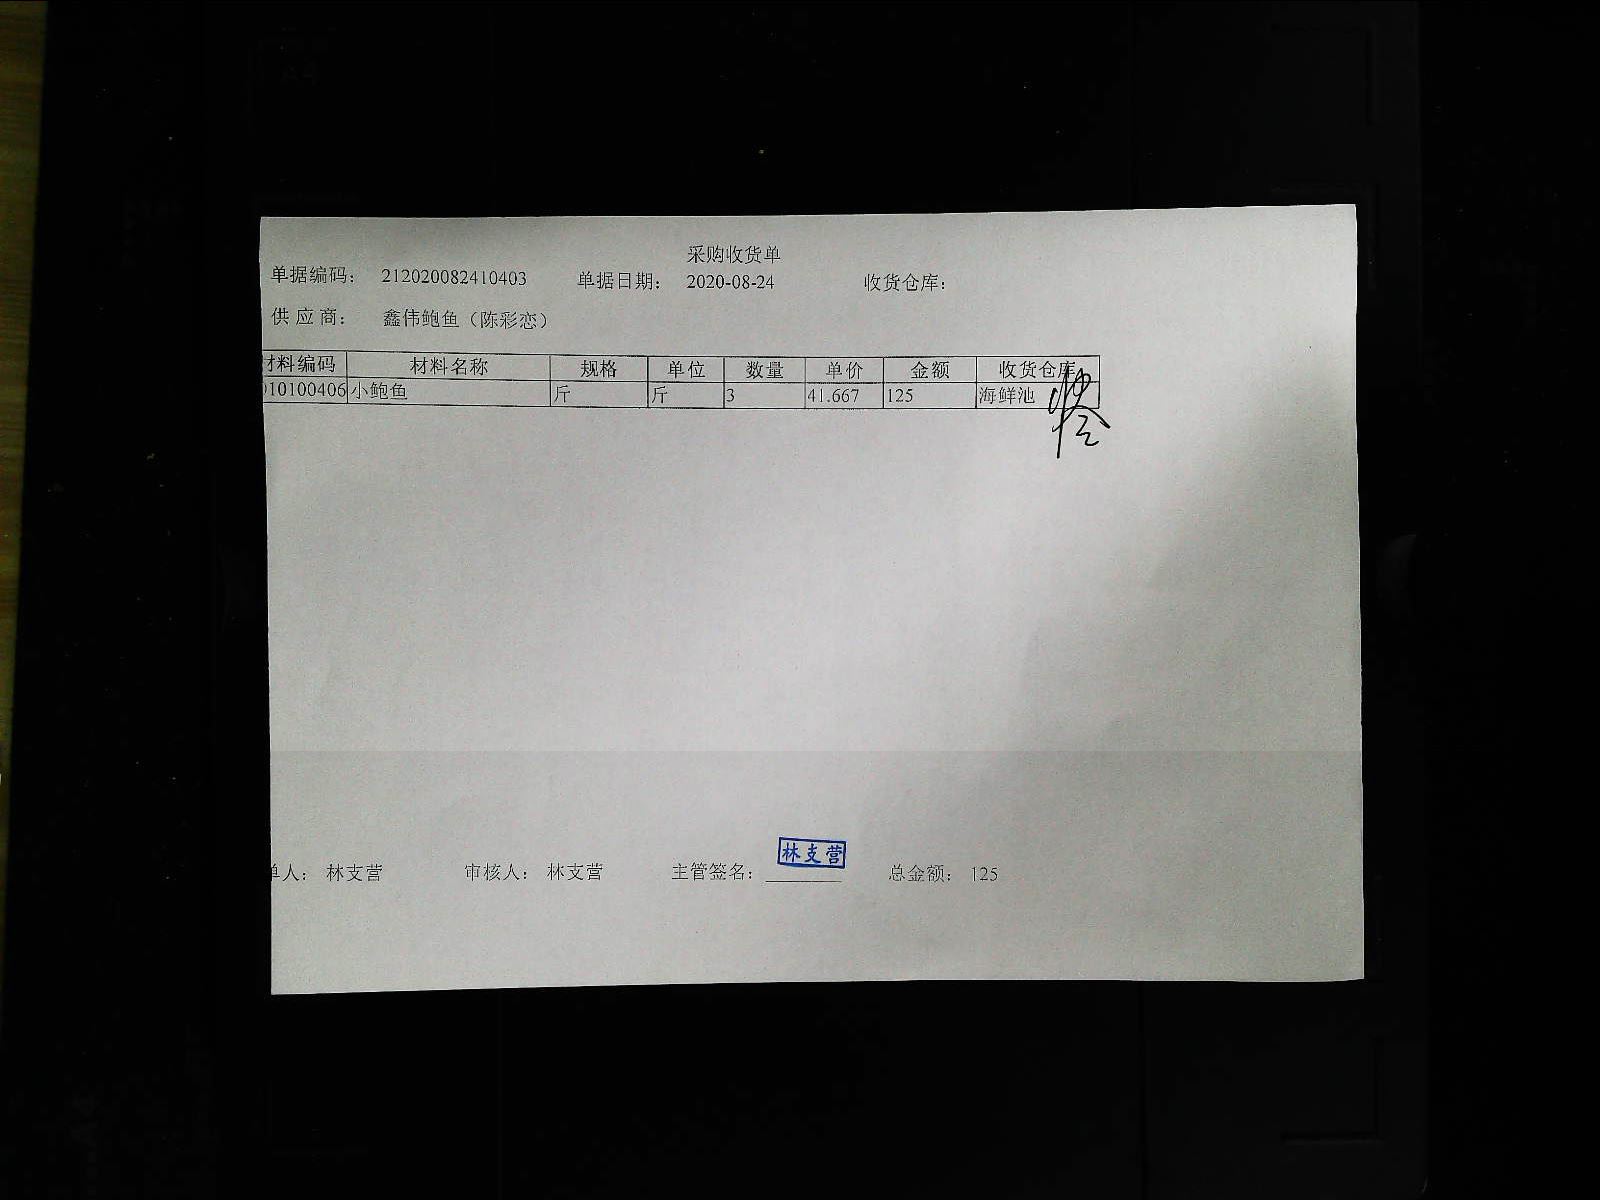 采购收货单
单据编码： 212020082410403 单据日期： 2020-08-24 收货仓库：
供 应 商： 鑫伟鲍鱼（陈彩恋）
材料编码 材料名称 规格 单位 数量 单价 金额 收货仓库
010100406 小鲍鱼 斤 斤 3 41.667 125 海鲜池
林支营
单人： 林支营 审核人： 林支营 主管签名： 总金额： 125